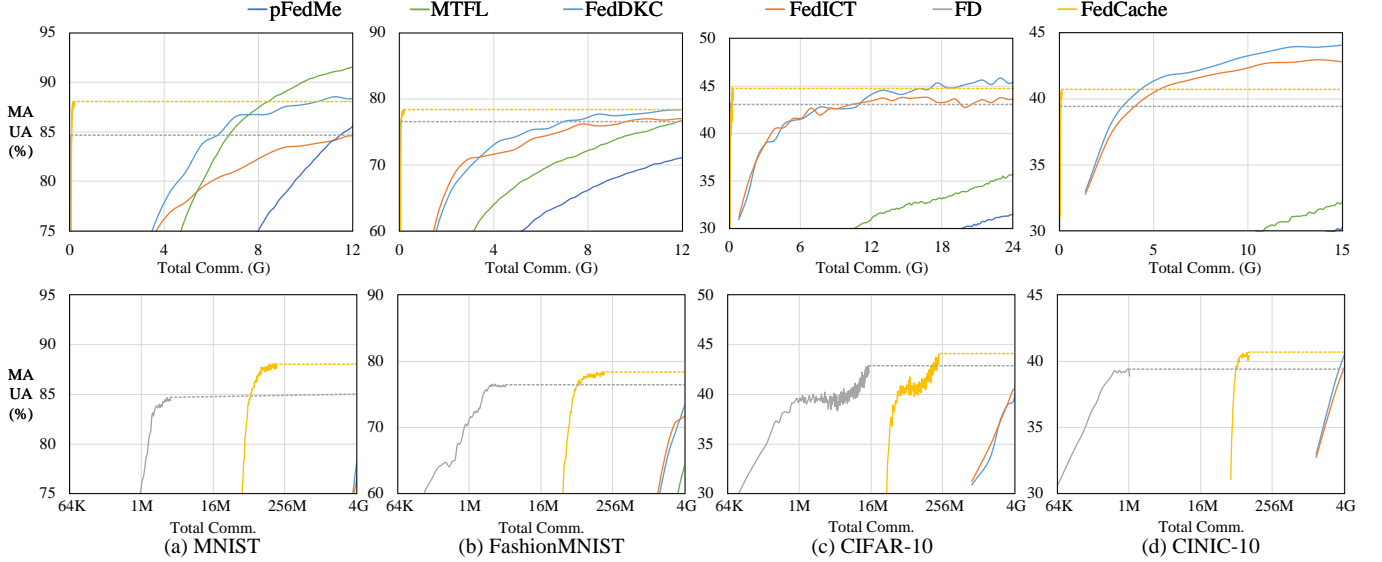 pFedMe MTFL FedDKC FedICT FD FedCache
95 90 50 45
90 80 45 40
MA UA (%)
85 70 40 35
80 35
75 60 30 30
0 4 8 12 0 4 8 12 0 6 12 18 24 0 5 10 15
Total Comm. (G) Total Comm. (G) Total Comm. (G) Total Comm. (G)
95 90 50 45
90 80 45 40
MA UA (%)
85 70 40 35
80 35
75 60 30 30
64K 1M 16M 256M 4G 64K 1M 16M 256M 4G 64K 1M 16M 256M 4G 64K 1M 16M 256M 4G
Total Comm. Total Comm. Total Comm. Total Comm.
(a) MNIST (b) FashionMNIST (c) CIFAR-10 (d) CINIC-10